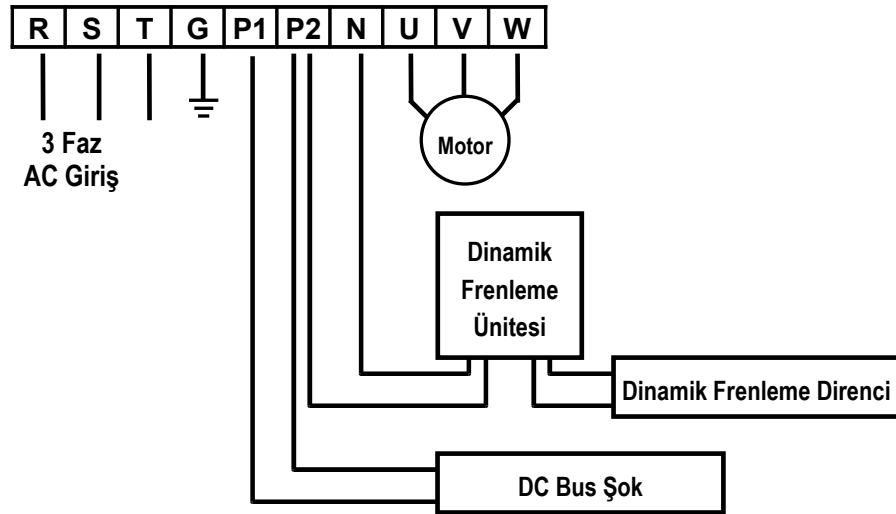 R S T G P1 P2 N U V W
3 Faz
AC Giriş
Motor
Dinamik
Frenleme
Ünitesi
Dinamik Frenleme Direnci
DC Bus Şok